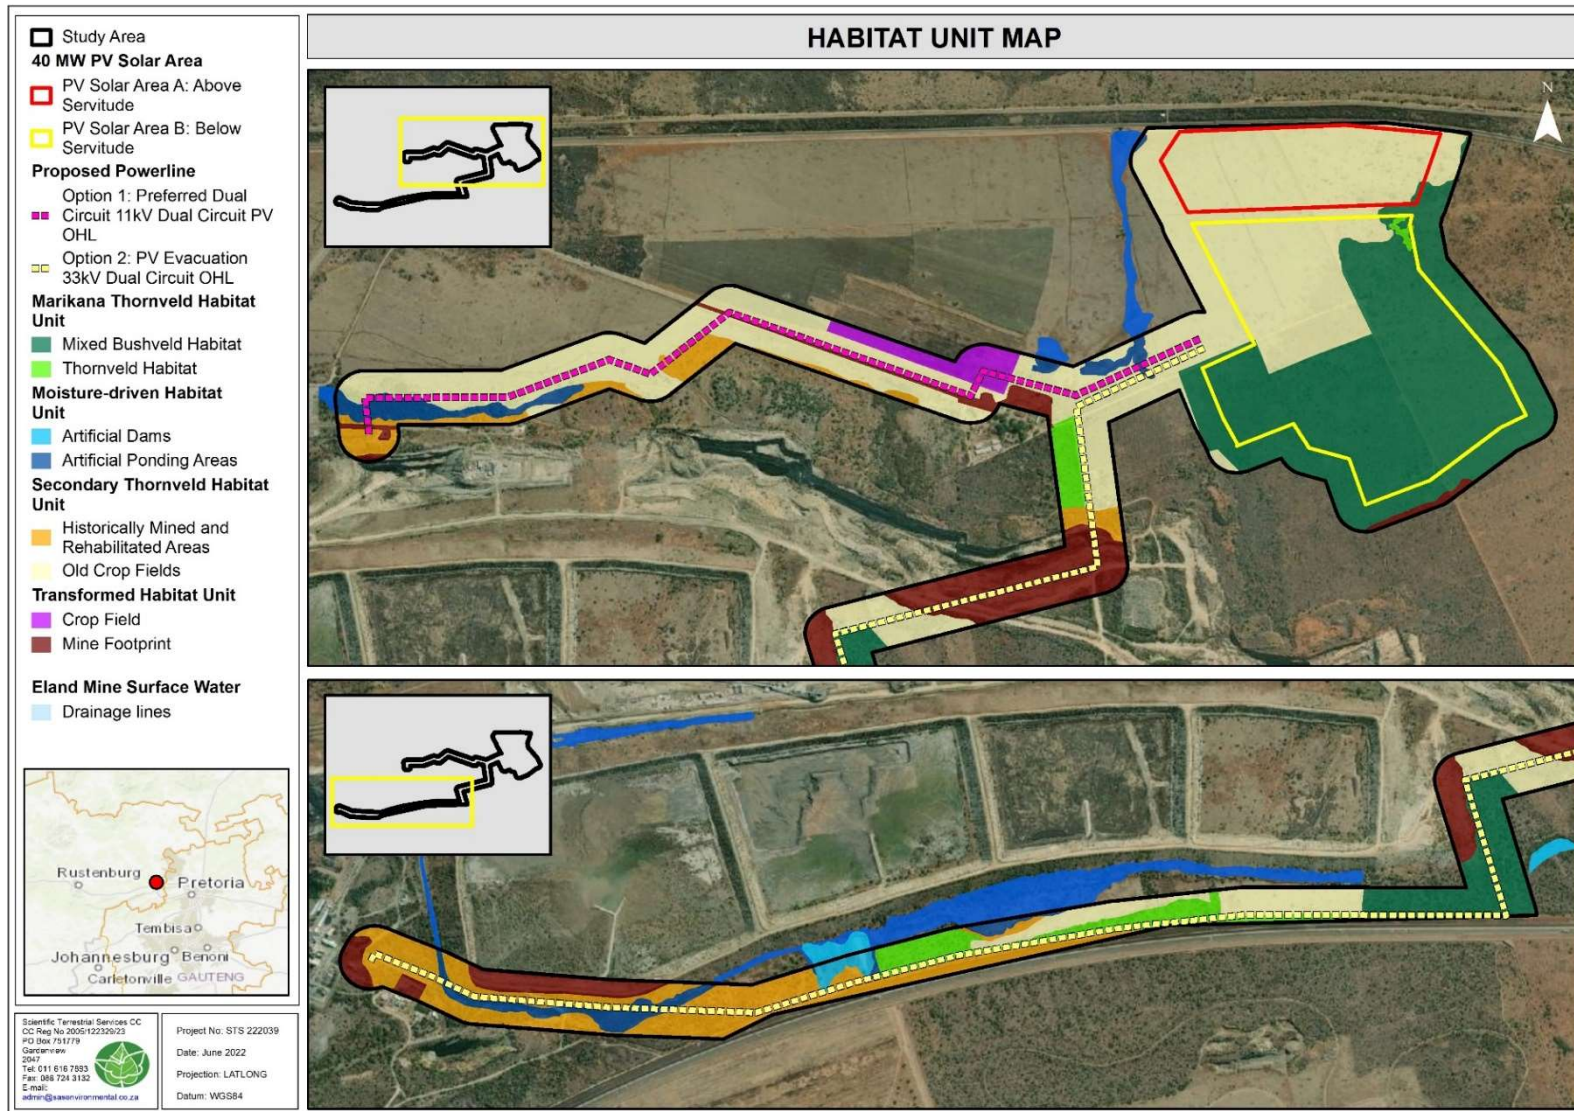 HABITAT UNIT MAP
Study Area
40 MW PV Solar Area
PV Solar Area A: Above
Servitude
PV Solar Area B: Below
Servitude
Proposed Powerline
Option 1: Preferred Dual
Circuit 11kV Dual Circuit PV
OHL
Option 2: PV Evacuation
33kV Dual Circuit OHL
Marikana Thornveld Habitat
Unit
Mixed Bushveld Habitat
Thornveld Habitat
Moisture-driven Habitat
Unit
Artificial Dams
Artificial Ponding Areas
Secondary Thornveld Habitat
Unit
Historically Mined and
Rehabilitated Areas
Old Crop Fields
Transformed Habitat Unit
Crop Field
Mine Footprint
Eland Mine Surface Water
Drainage lines
N
Rustenburg
Pretoria
Tembisa
Johannesburg
Benoni
Carletonville
GAUTENG
Scientific Terrestrial Services CC
CC Reg No 2005/122329/23
PO Box 751779
Gardenview
2047
Tel: 011 616 7893
Fax: 086 724 3132
E-mail:
admin@sasenvironmental.co.za
Project No: STS 222039
Date: June 2022
Projection: LATLONG
Datum: WGS84